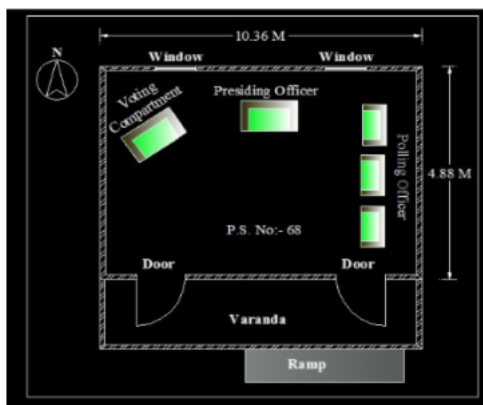 10.36 M
N
Window
Window
Voting
Compartment
Presiding Officer
Polling Officer
4.88 M
P.S. No:- 68
Door
Door
Varanda
Ramp